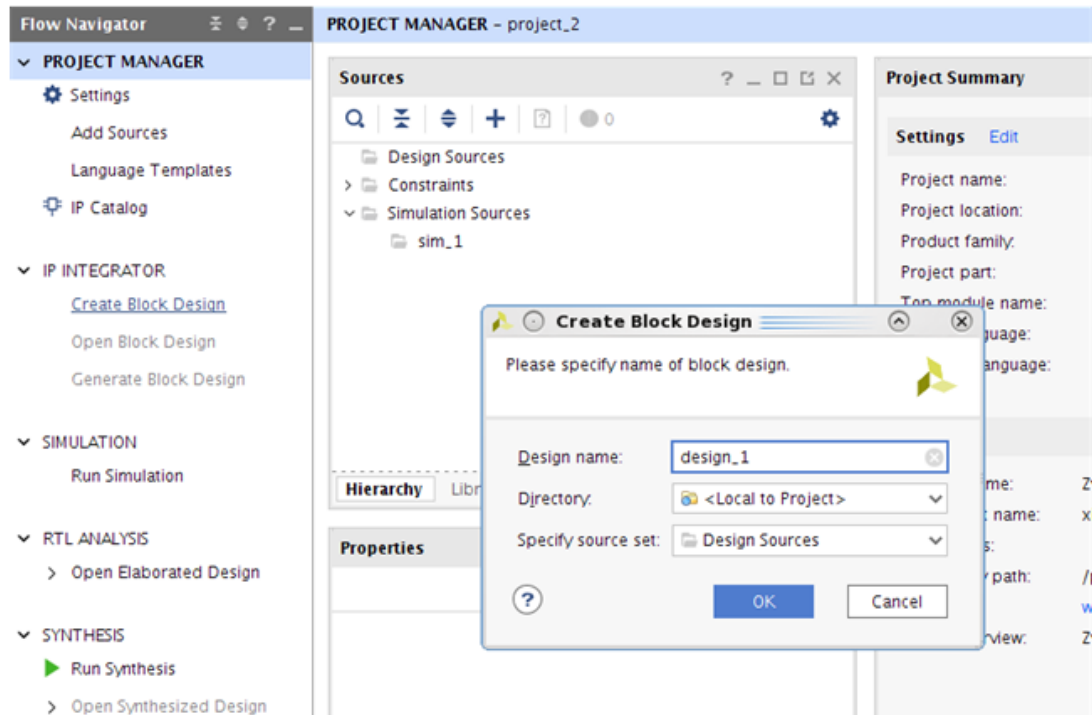 Flow Navigator
?
PROJECT MANAGER – project_2
PROJECT MANAGER
Settings
Add Sources
Language Templates
IP Catalog
IP INTEGRATOR
Create Block Design
Open Block Design
Generate Block Design
SIMULATION
Run Simulation
RTL ANALYSIS
Open Elaborated Design
SYNTHESIS
Run Synthesis
Open Synthesized Design
Sources
?
? 0
Design Sources
Constraints
Simulation Sources
sim_1
Hierarchy
Properties
Project Summary
Settings Edit
Project name:
Project location:
Product family:
Project part:
Top module name:
Create Block Design
Please specify name of block design.
Design name: design_1
Directory: <Local to Project>
Specify source set: Design Sources
? OK Cancel
name:
path: